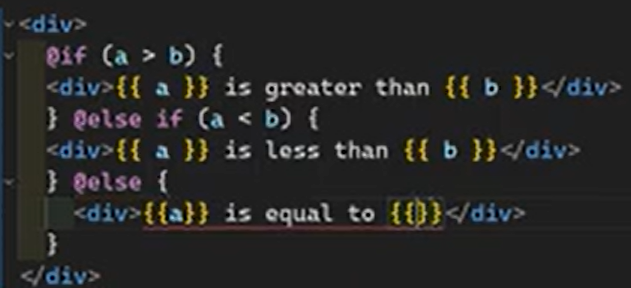 <div>
@if (a > b) {
<div>{{ a }} is greater than {{ b }}</div>
} @else if (a < b) {
<div>{{ a }} is less than {{ b }}</div>
} @else {
<div>{{a}} is equal to {{}}</div>
}
</div>